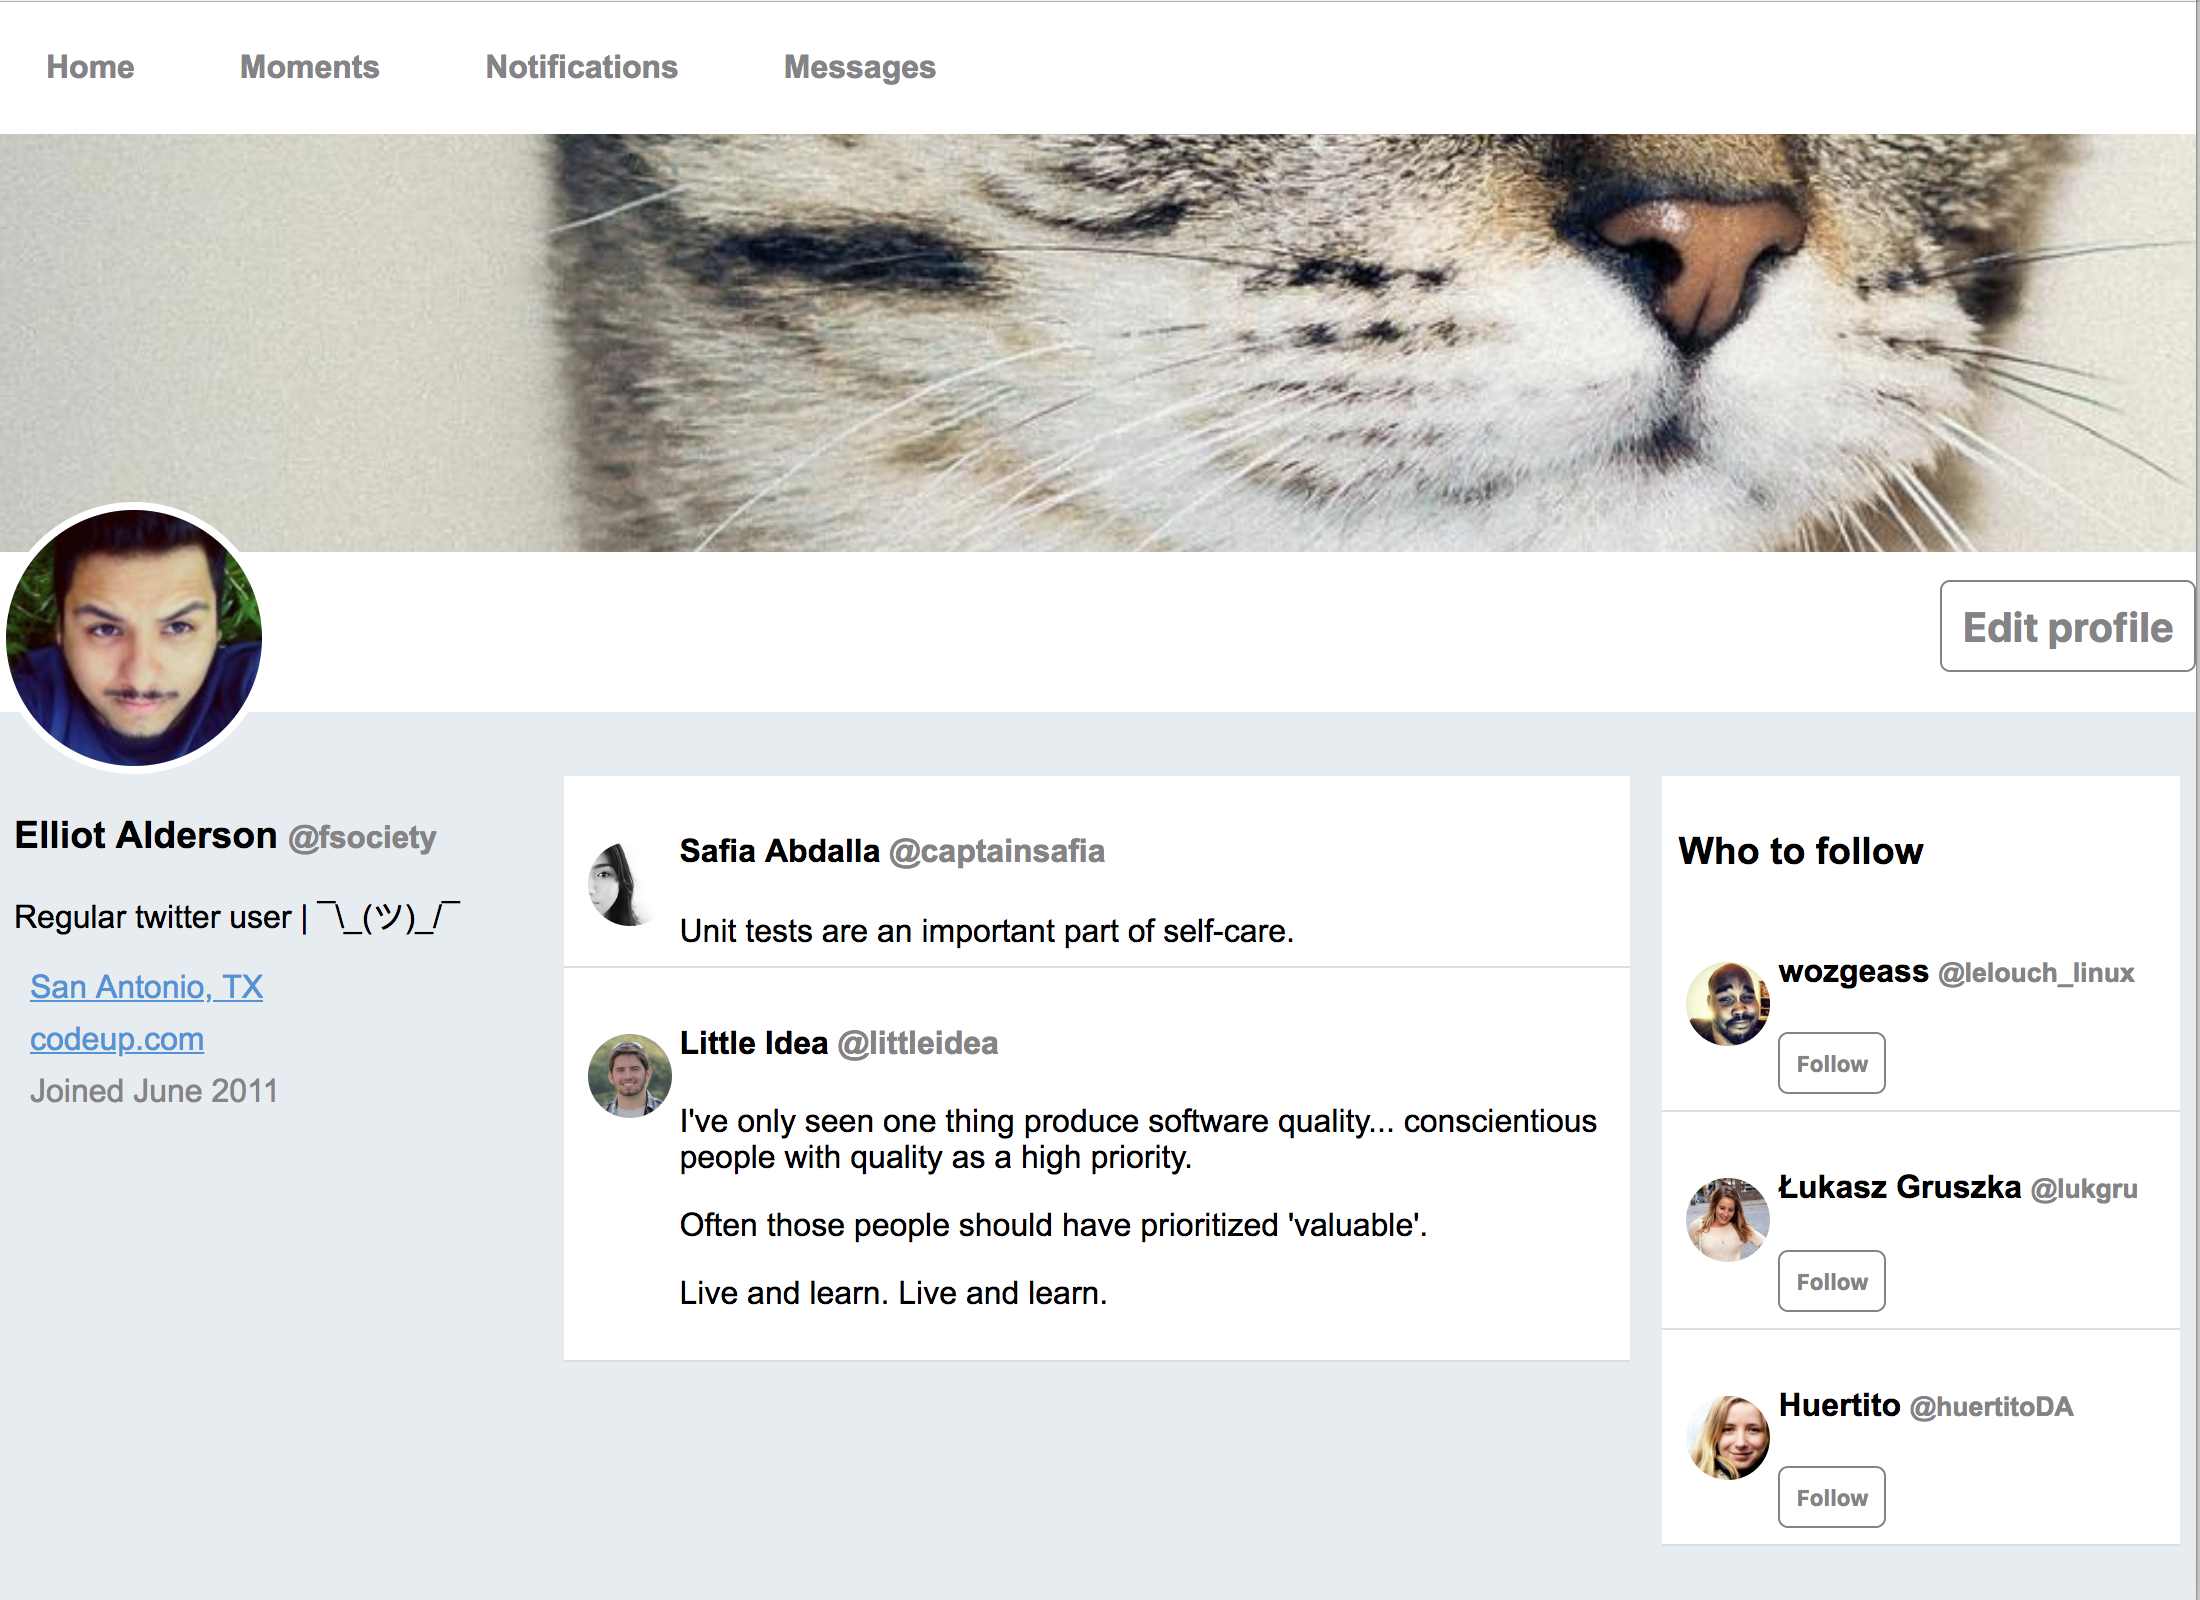 Home Moments Notifications Messages
Edit profile
Elliot Alderson @fsociety
Regular twitter user | ¯\_(ツ)_/¯
San Antonio, TX
codeup.com
Joined June 2011
Safia Abdalla @captainsafia
Unit tests are an important part of self-care.
Little Idea @littleidea
I've only seen one thing produce software quality... conscientious
people with quality as a high priority.
Often those people should have prioritized 'valuable'.
Live and learn. Live and learn.
Who to follow
wozgeass @lelouch_linux
Follow
Łukasz Gruszka @lukgru
Follow
Huertito @huertitoDA
Follow